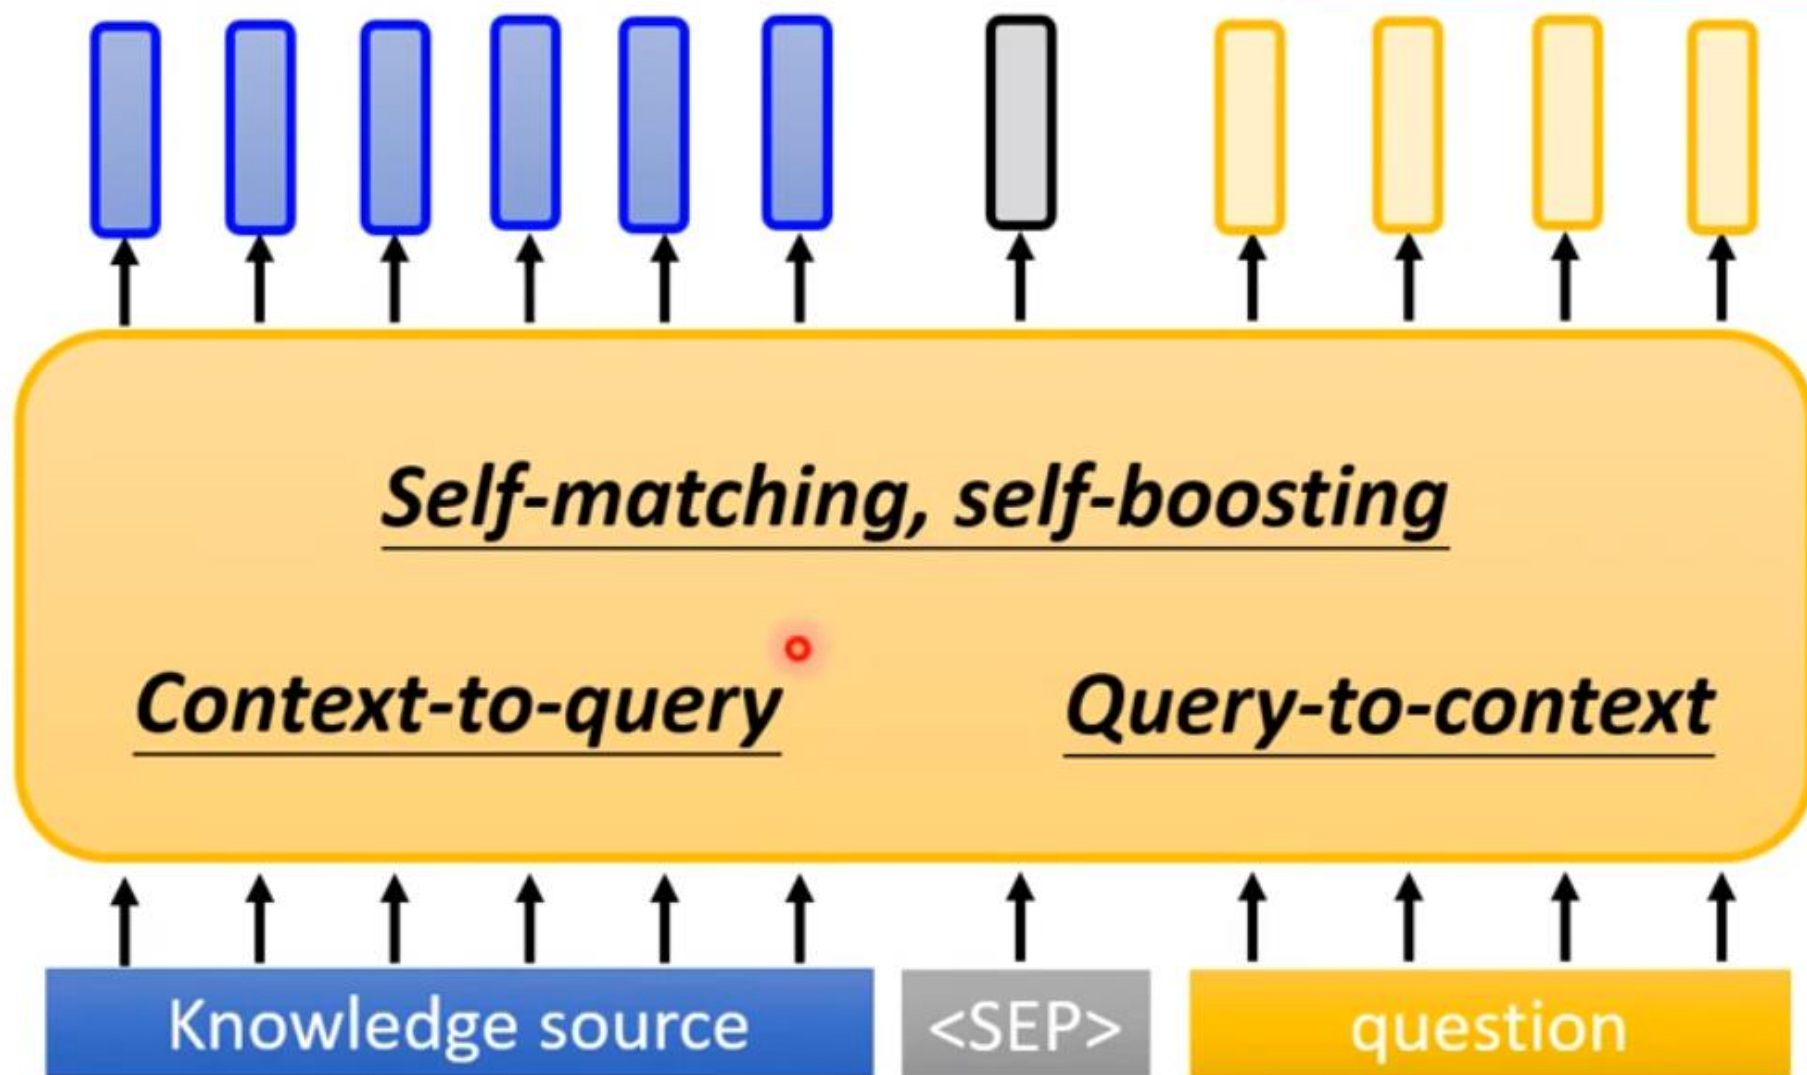 Self-matching, self-boosting
Context-to-query Query-to-context
Knowledge source <SEP> question